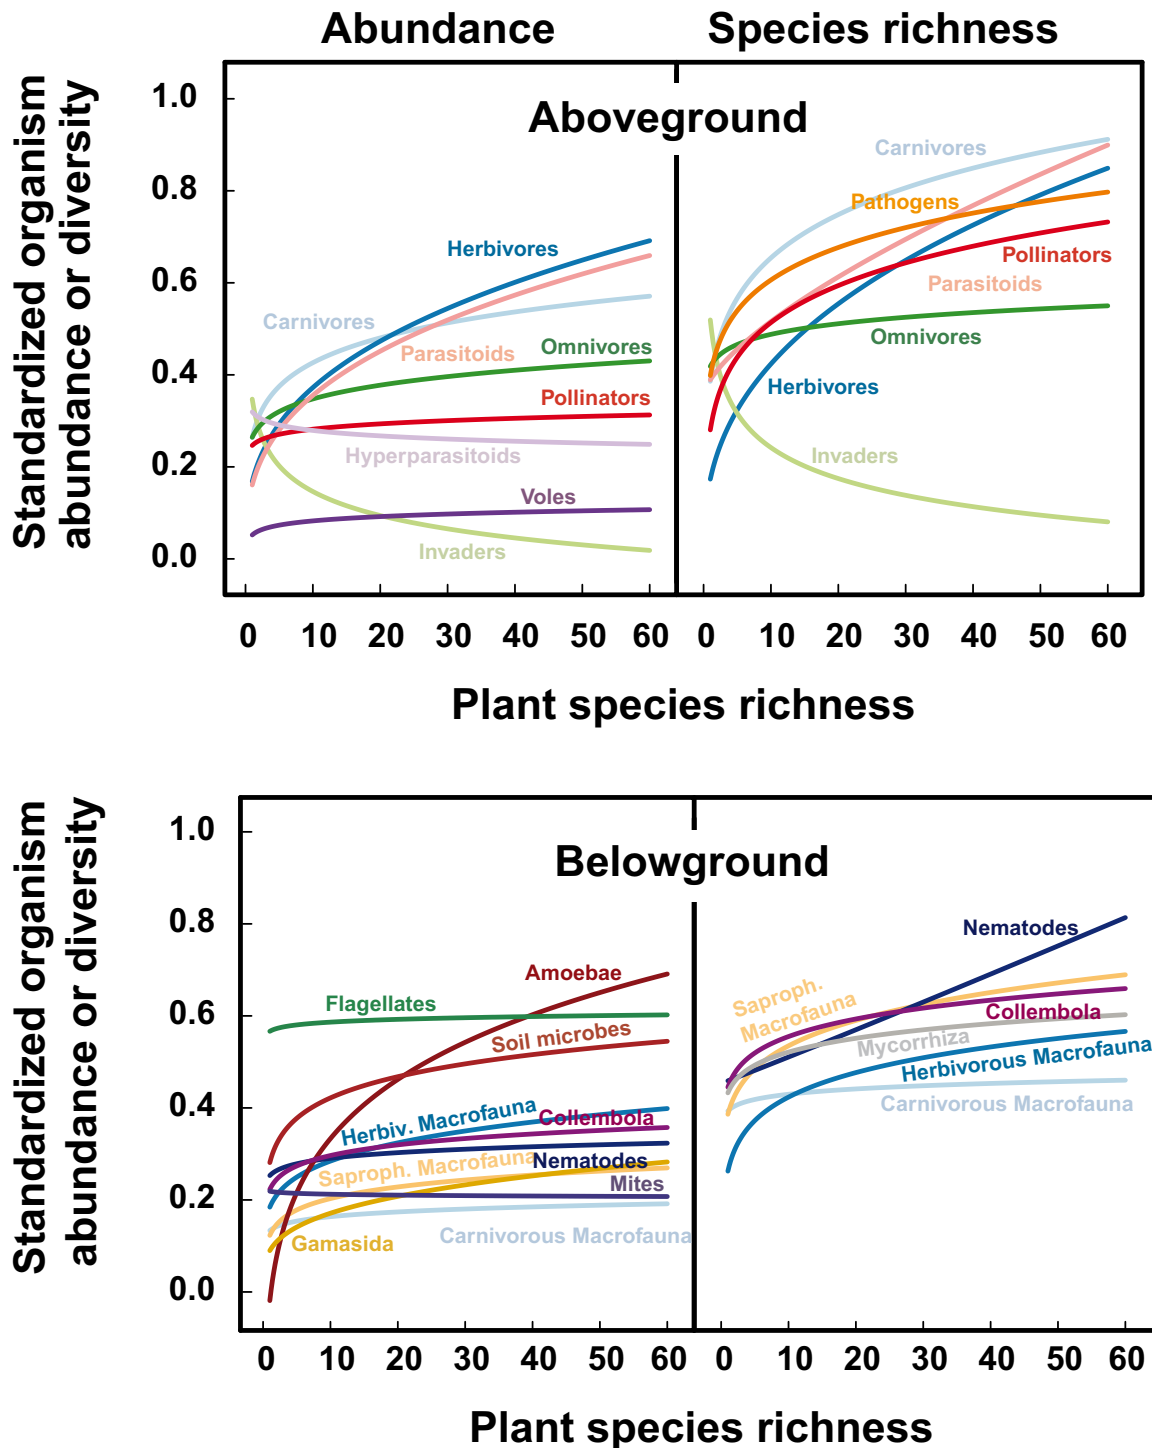 Abundance
Species richness
Standardized organism
abundance or diversity
Aboveground
1.0
0.8
0.6
0.4
0.2
0.0
Herbivores
Carnivores
Parasitoids
Omnivores
Pollinators
Hyperparasitoids
Voles
Invaders
Carnivores
Pathogens
Pollinators
Parasitoids
Omnivores
Herbivores
Invaders
0 10 20 30 40 50 60
0 10 20 30 40 50 60
Plant species richness
Standardized organism
abundance or diversity
Belowground
1.0
0.8
0.6
0.4
0.2
0.0
Amoebae
Flagellates
Soil microbes
Herbiv. Macrofauna
Collembola
Saproph. Macrofauna
Nematodes
Mites
Gamasida
Carnivorous Macrofauna
Nematodes
Saproph.
Macrofauna
Collembola
Mycorrhiza
Herbivorous Macrofauna
Carnivorous Macrofauna
0 10 20 30 40 50 60
0 10 20 30 40 50 60
Plant species richness